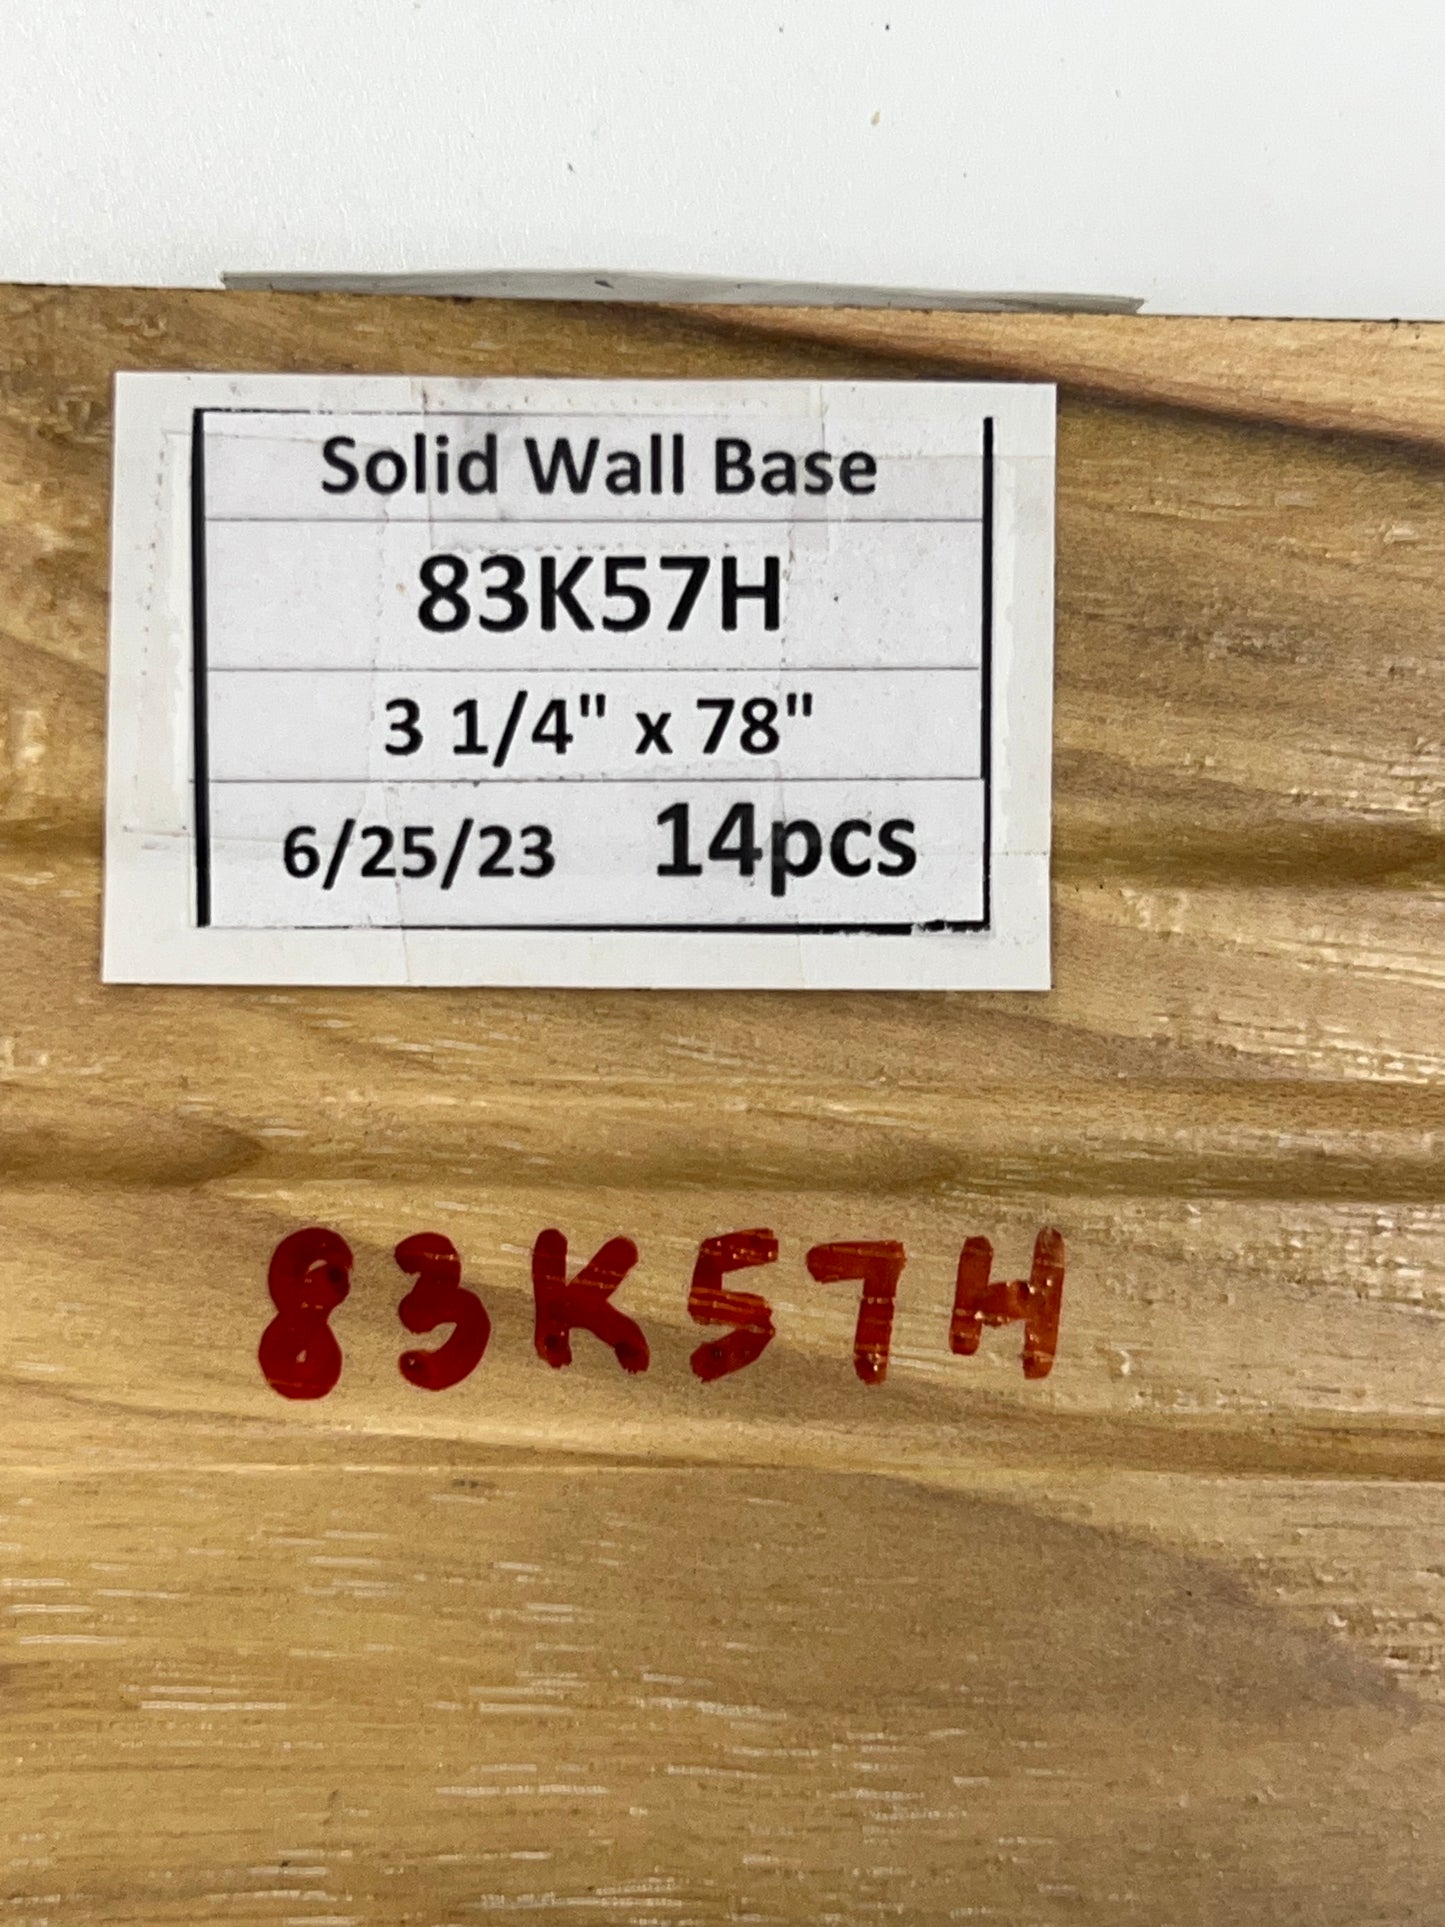 Solid Wall Base
83K57H
3 1/4" x 78"
6/25/23 14pcs
83K57H